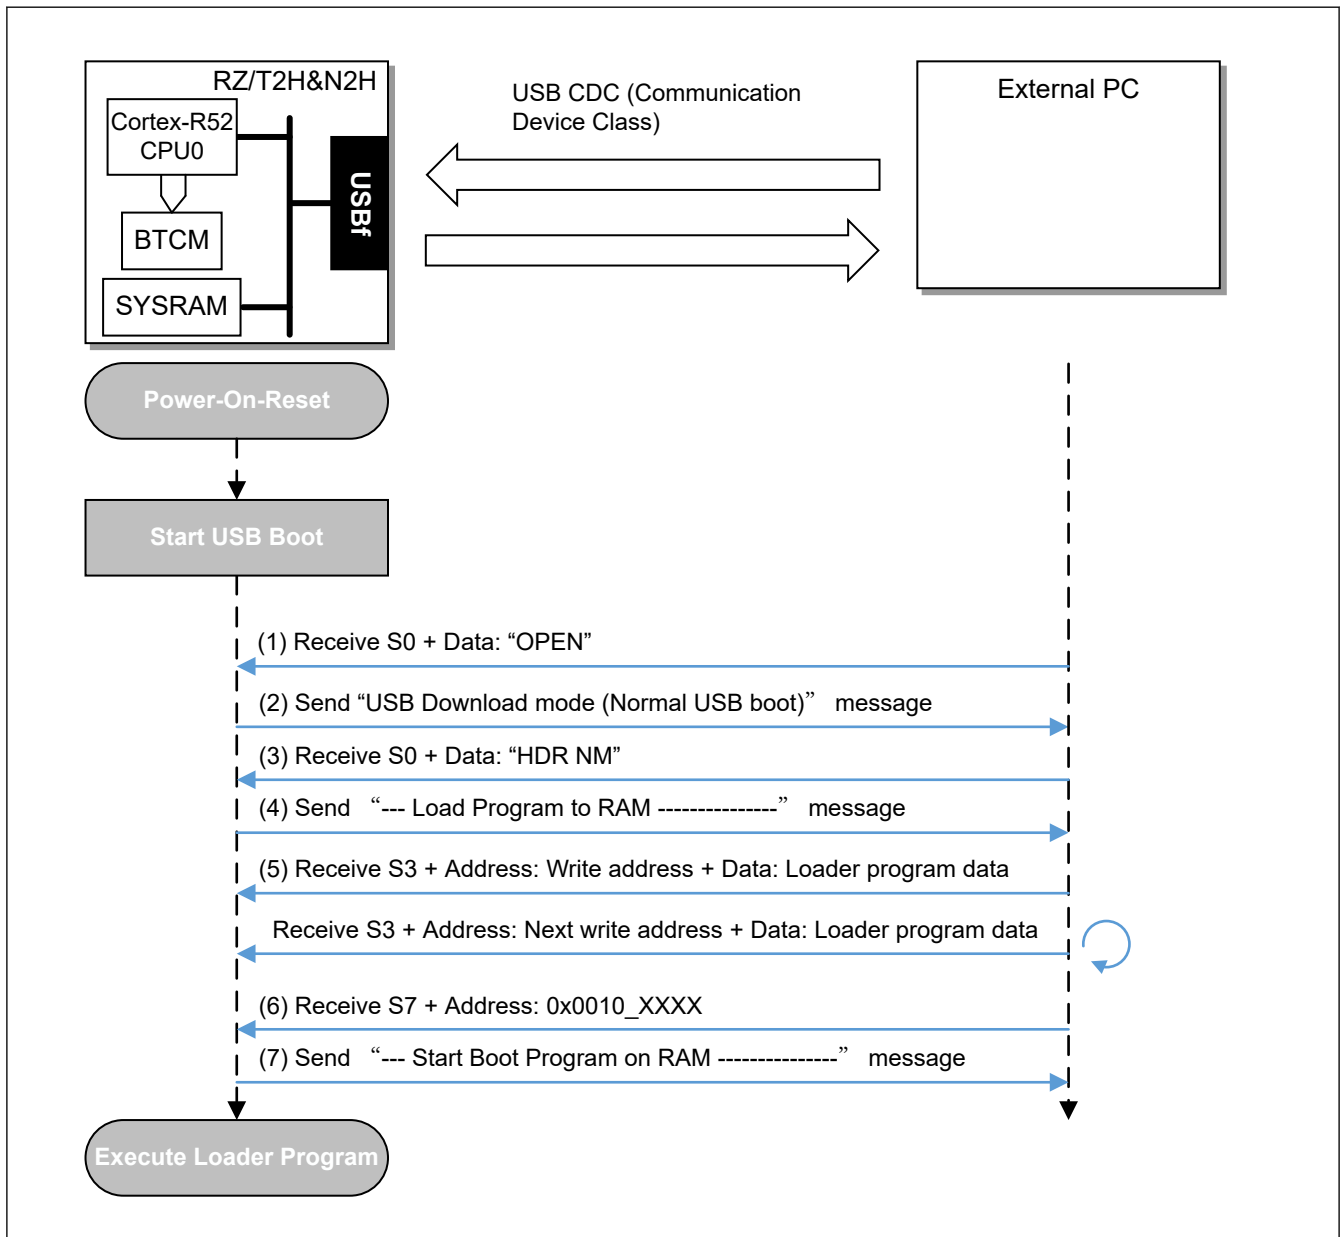 RZ/T2H&N2H
Cortex-R52
CPU0
BTCM
SYSRAM
USBf
USB CDC (Communication
Device Class)
External PC
Power-On-Reset
Start USB Boot
(1) Receive S0 + Data: “OPEN”
(2) Send “USB Download mode (Normal USB boot)” message
(3) Receive S0 + Data: “HDR NM”
(4) Send “--- Load Program to RAM ---------------” message
(5) Receive S3 + Address: Write address + Data: Loader program data
Receive S3 + Address: Next write address + Data: Loader program data
(6) Receive S7 + Address: 0x0010_XXXX
(7) Send “--- Start Boot Program on RAM ---------------” message
Execute Loader Program